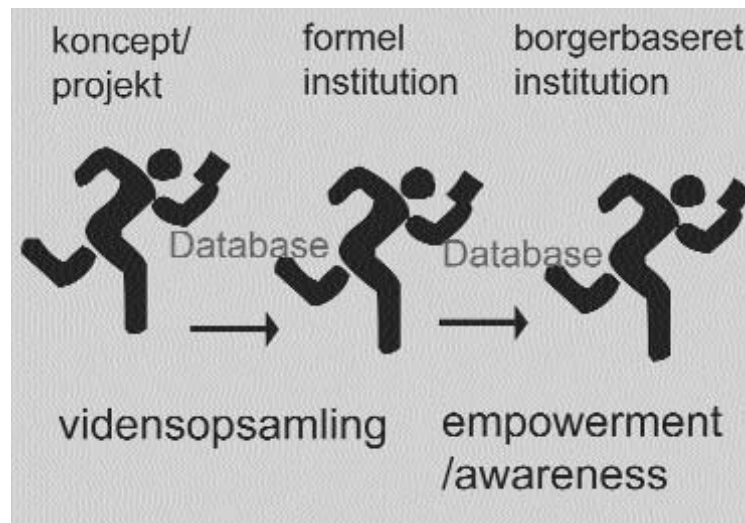 koncept/
projekt
formel
institution
borgerbaseret
institution
Database
Database
vidensopsamling
empowerment
/awareness